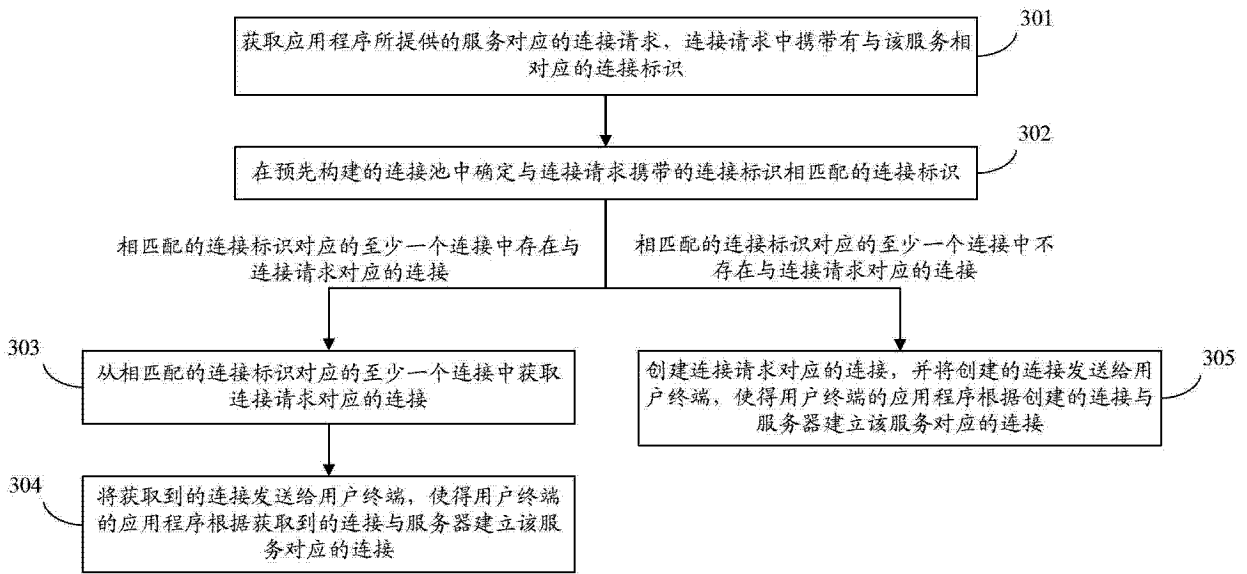 301
获取应用程序所提供的服务对应的连接请求，连接请求中携带有与该服务相
对应的连接标识
302
在预先构建的连接池中确定与连接请求携带的连接标识相匹配的连接标识
相匹配的连接标识对应的至少一个连接中存在与
连接请求对应的连接
相匹配的连接标识对应的至少一个连接中不
存在与连接请求对应的连接
303
从相匹配的连接标识对应的至少一个连接中获取
连接请求对应的连接
305
创建连接请求对应的连接，并将创建的连接发送给用
户终端，使得用户终端的应用程序根据创建的连接与
服务器建立该服务对应的连接
304
将获取到的连接发送给用户终端，使得用户终端
的应用程序根据获取到的连接与服务器建立该服
务对应的连接